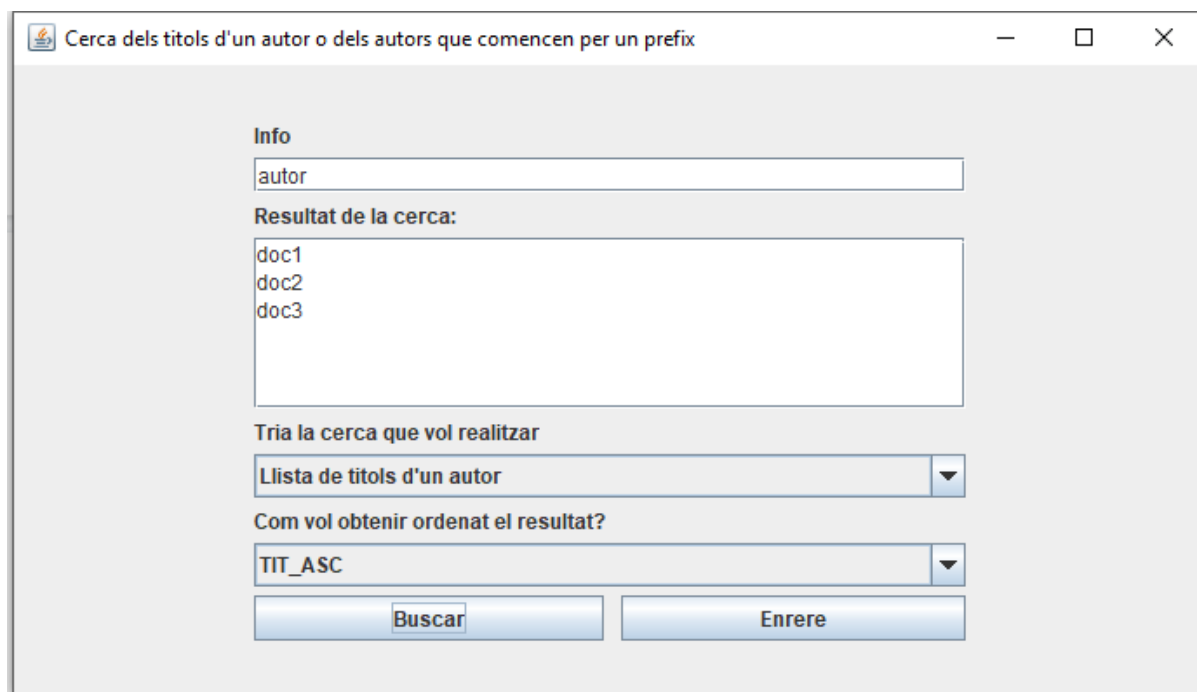 Cerca dels titols d'un autor o dels autors que comencen per un prefix
Info
autor
Resultat de la cerca:
doc1
doc2
doc3
Tria la cerca que vol realitzar
Llista de titols d'un autor
Com vol obtenir ordenat el resultat?
TIT_ASC
Buscar
Enrere